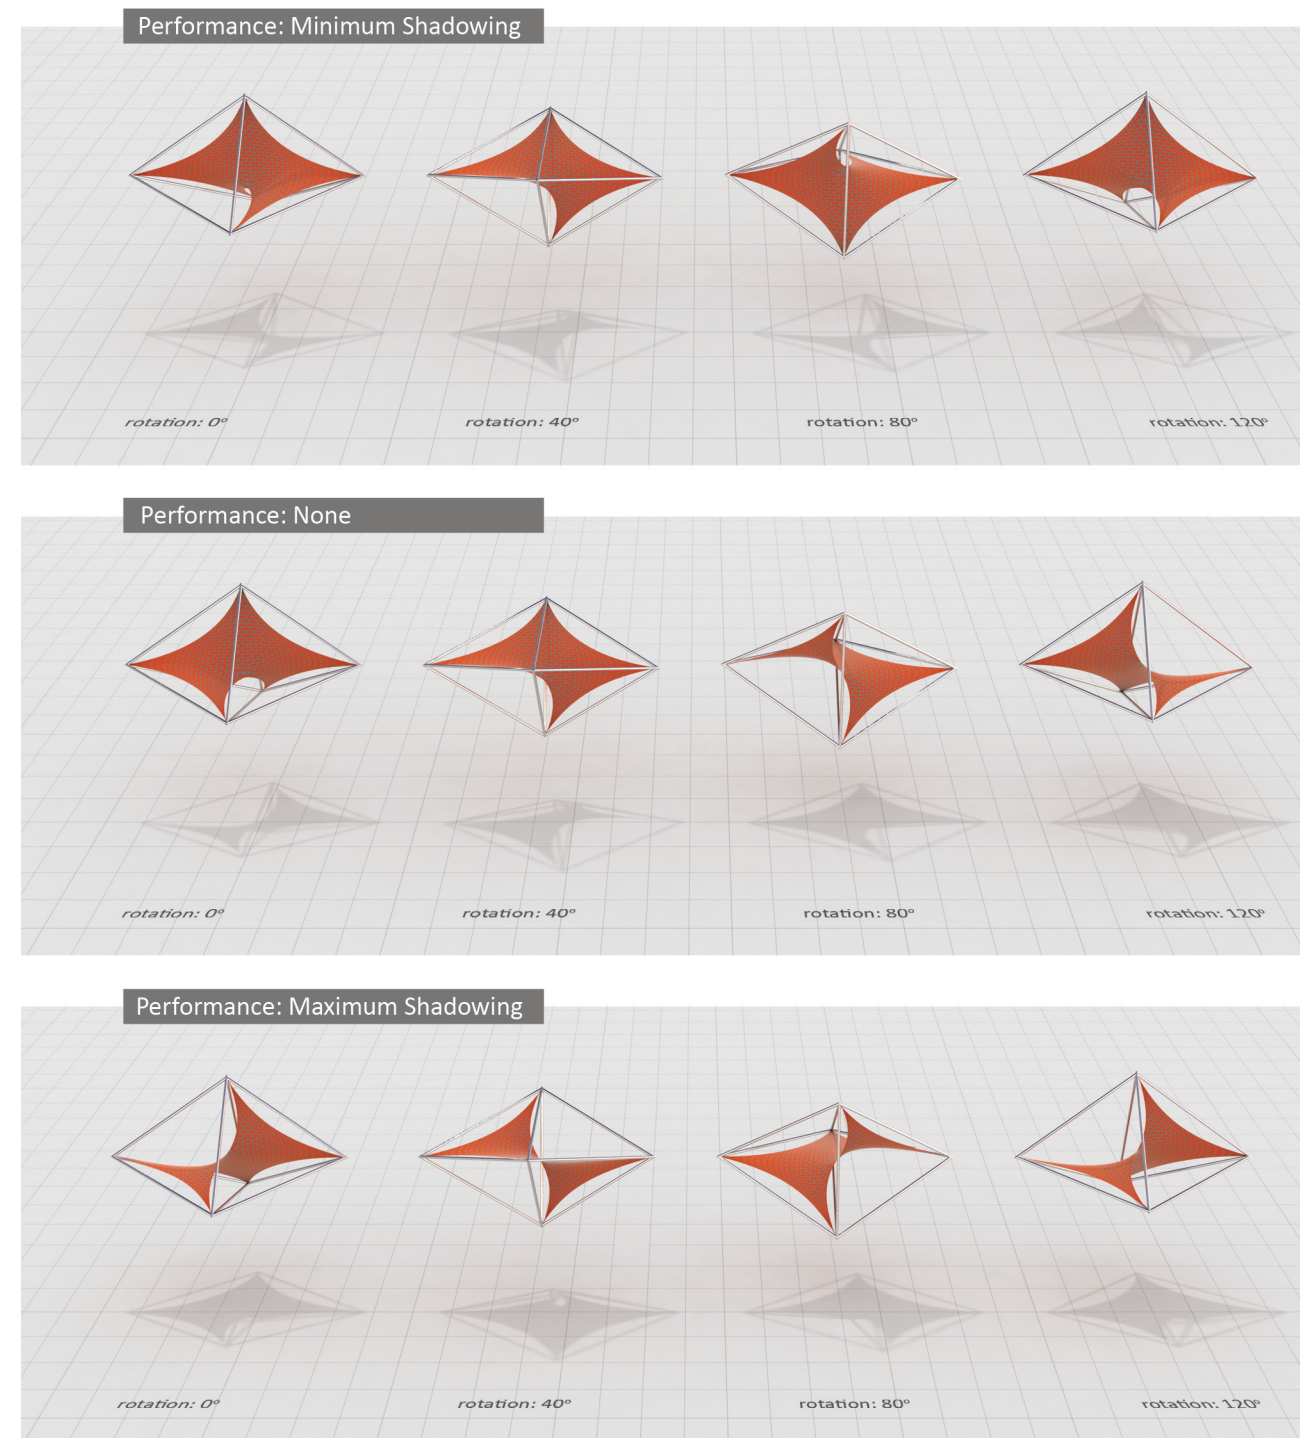 Performance: Minimum Shadowing
rotation: 0º
rotation: 40º
rotation: 80º
rotation: 120º
Performance: None
rotation: 0º
rotation: 40º
rotation: 80º
rotation: 120º
Performance: Maximum Shadowing
rotation: 0º
rotation: 40º
rotation: 80º
rotation: 120º